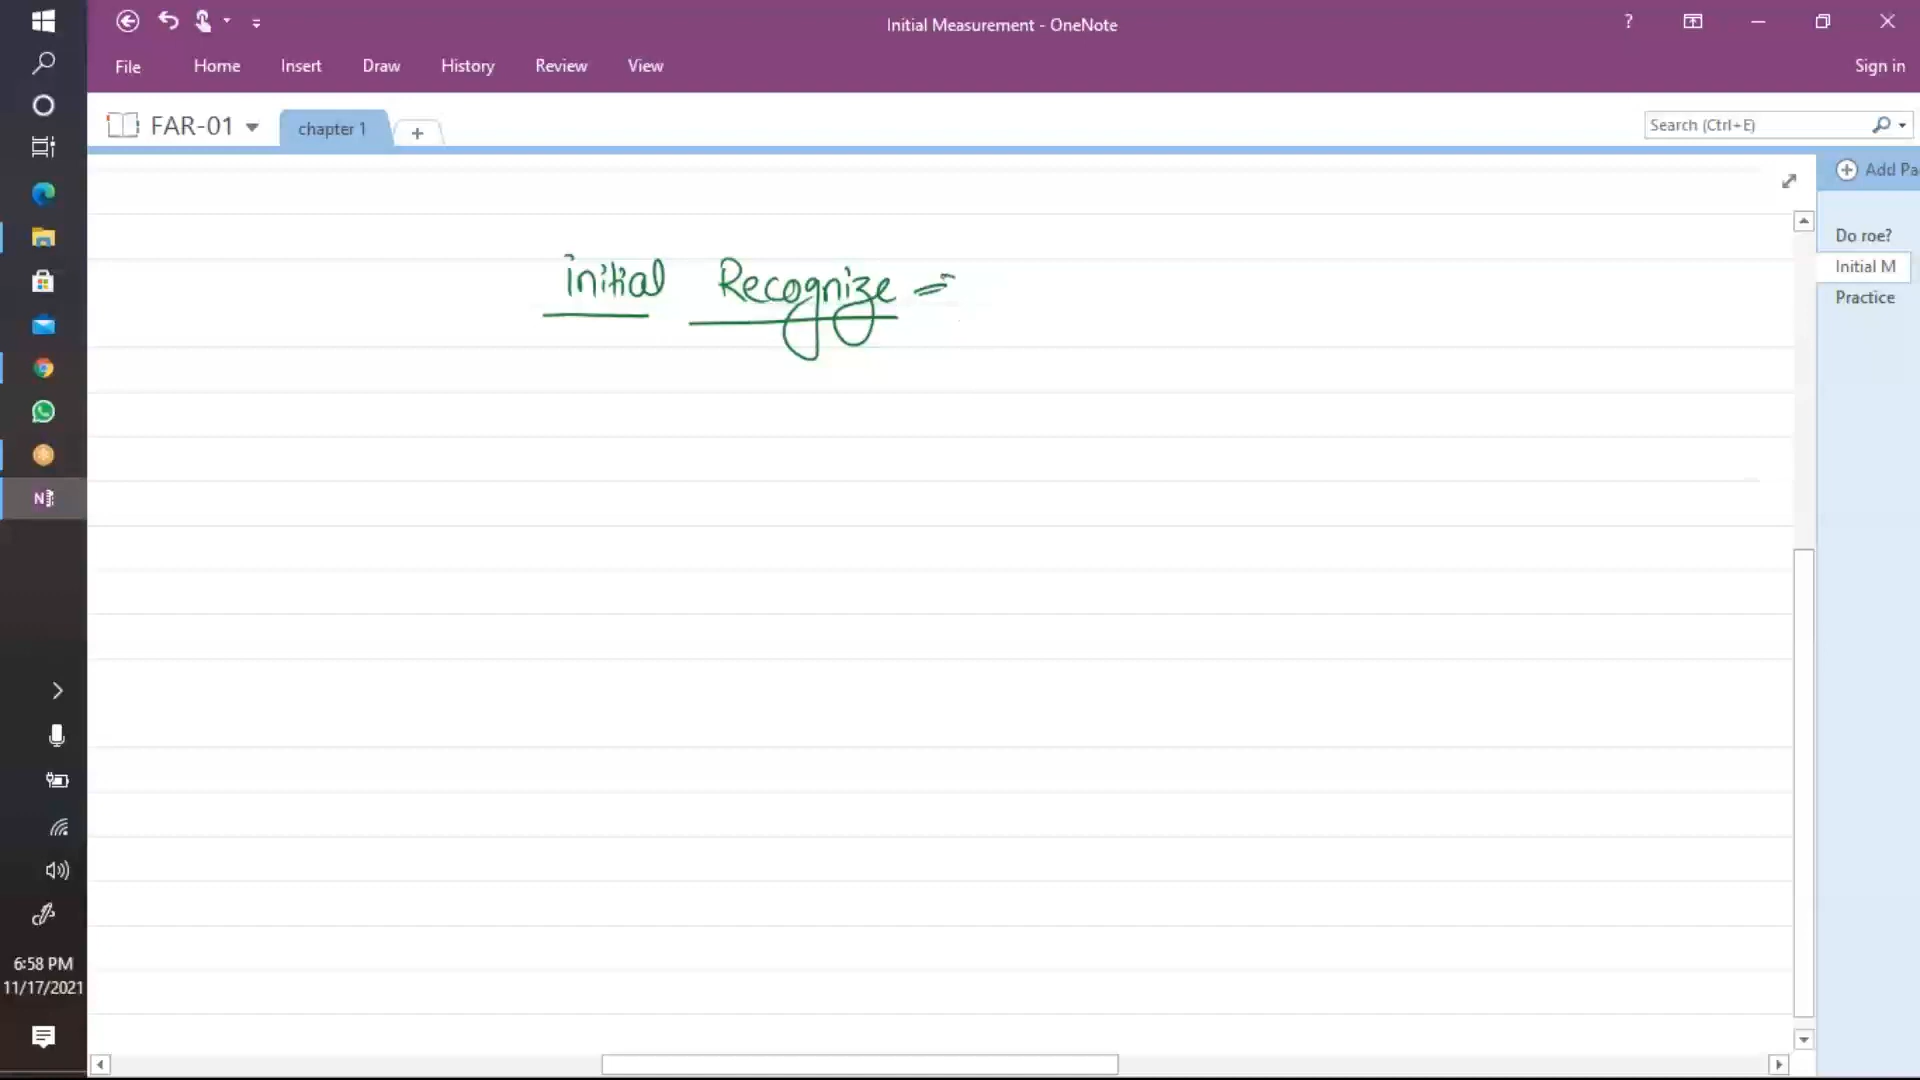 Initial Measurement - OneNote
?
File Home Insert Draw History Review View
Sign in
FAR-01
chapter 1
+
Search (Ctrl+E)
Add Pa
Do roe?
Initial M
Practice
initial Recognize =
N
6:58 PM
11/17/2021